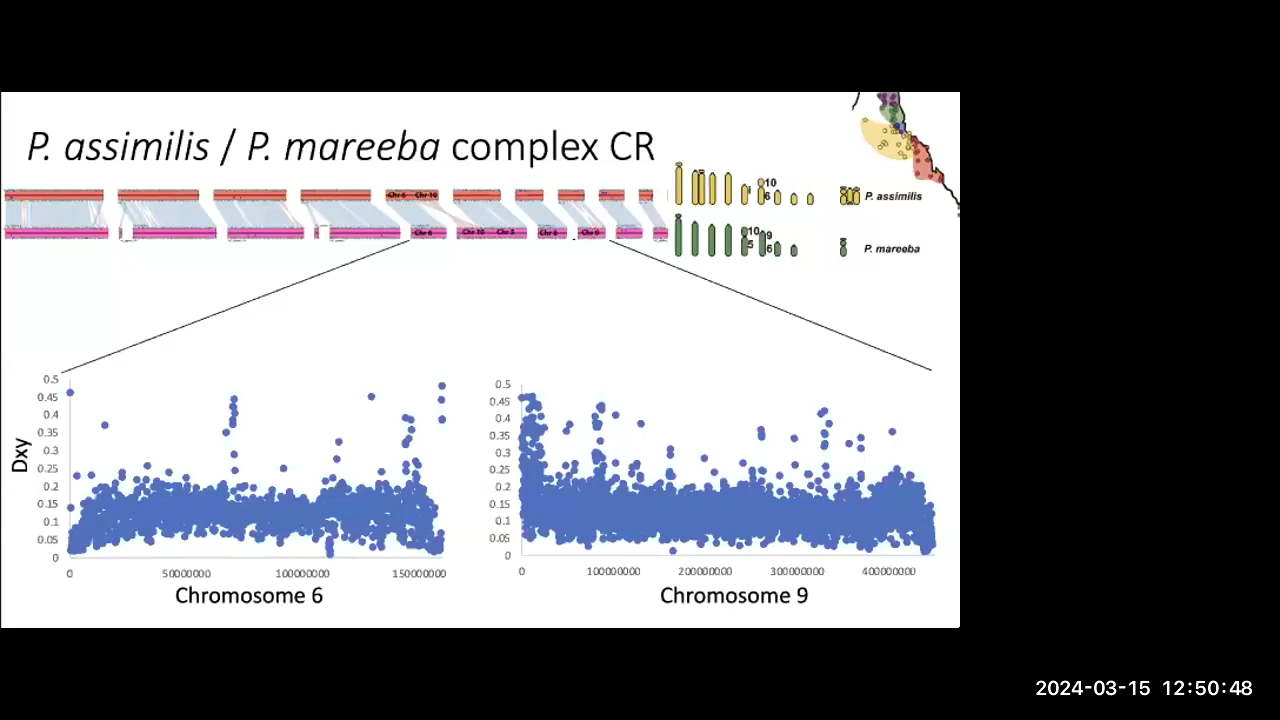 P. assimilis / P. mareeba complex CR
Chr 6 Chr 10
Chr 6 Chr 10 Chr 5 Chr 6 Chr 9
10
6
P. assimilis
10 9
5 6
P. mareeba
Dxy
0.5
0.45
0.4
0.35
0.3
0.25
0.2
0.15
0.1
0.05
0
0 50000000 100000000 150000000
Chromosome 6
0.5
0.45
0.4
0.35
0.3
0.25
0.2
0.15
0.1
0.05
0
0 100000000 200000000 300000000 400000000
Chromosome 9
2024-03-15 12:50:48